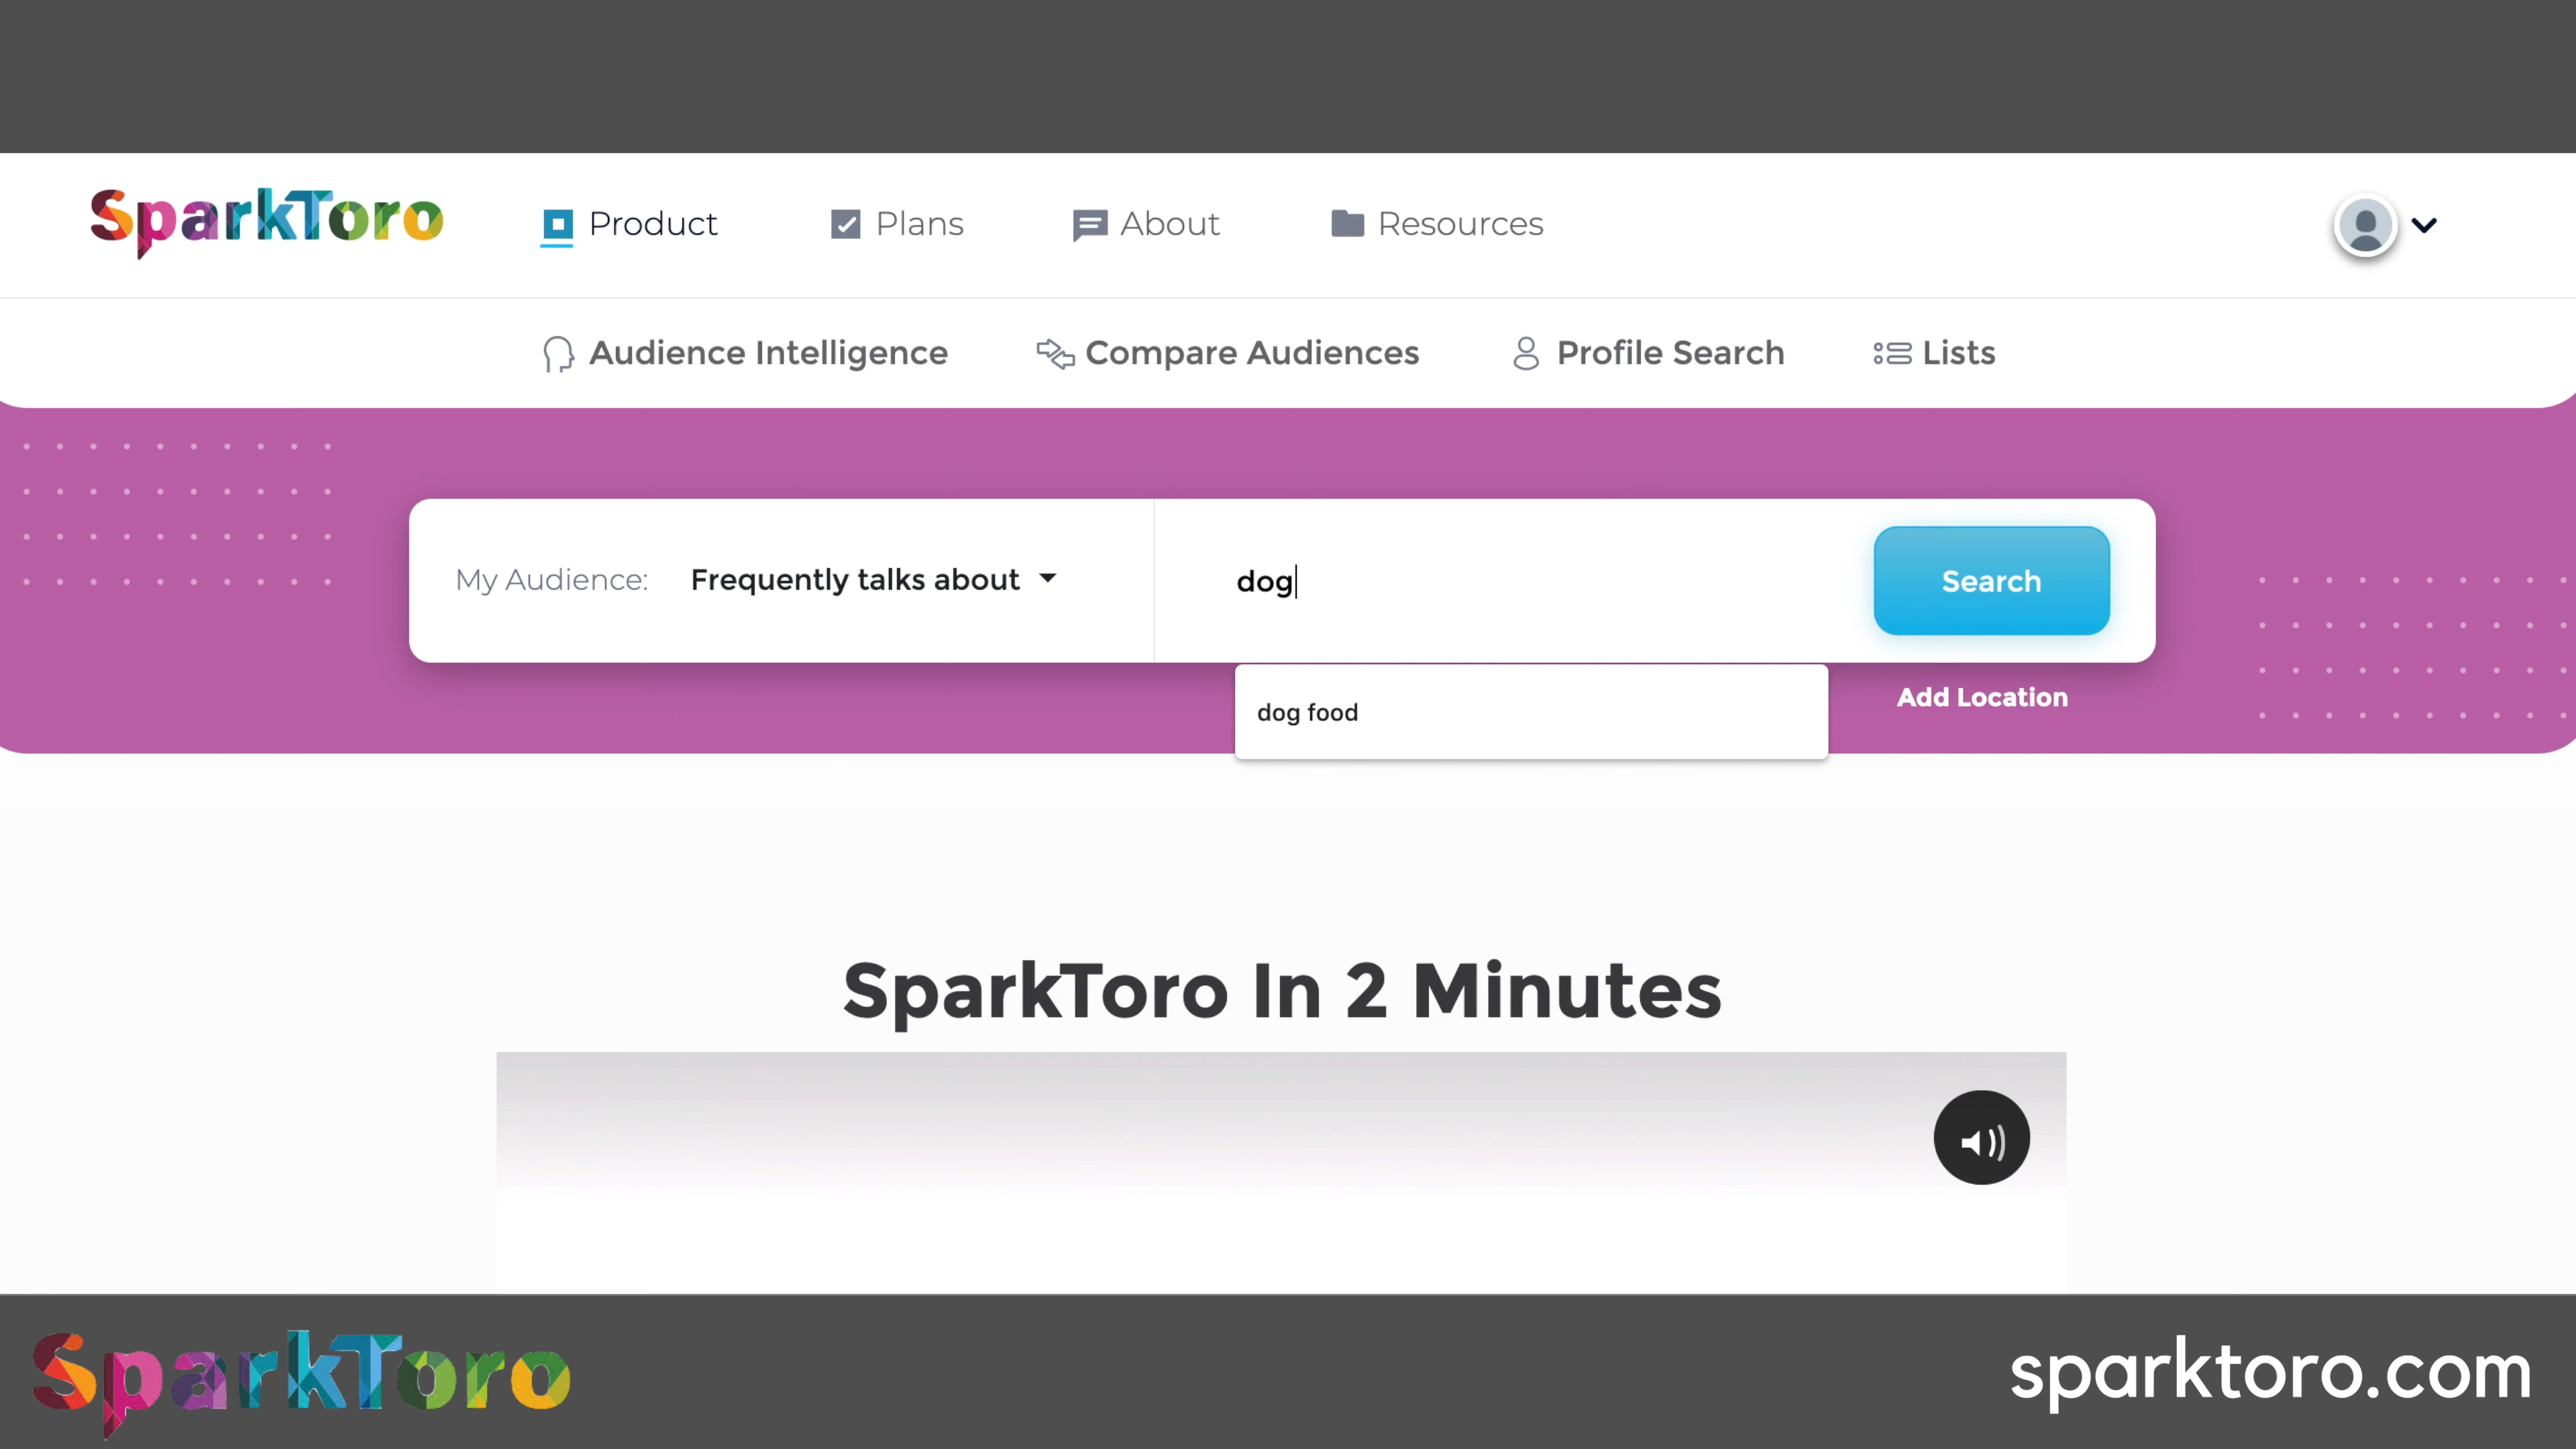 SparkToro
Product
Plans
About
Resources
Audience Intelligence
Compare Audiences
Profile Search
Lists
My Audience: Frequently talks about
dog
Search
dog food
Add Location
SparkToro In 2 Minutes
SparkToro
sparktoro.com